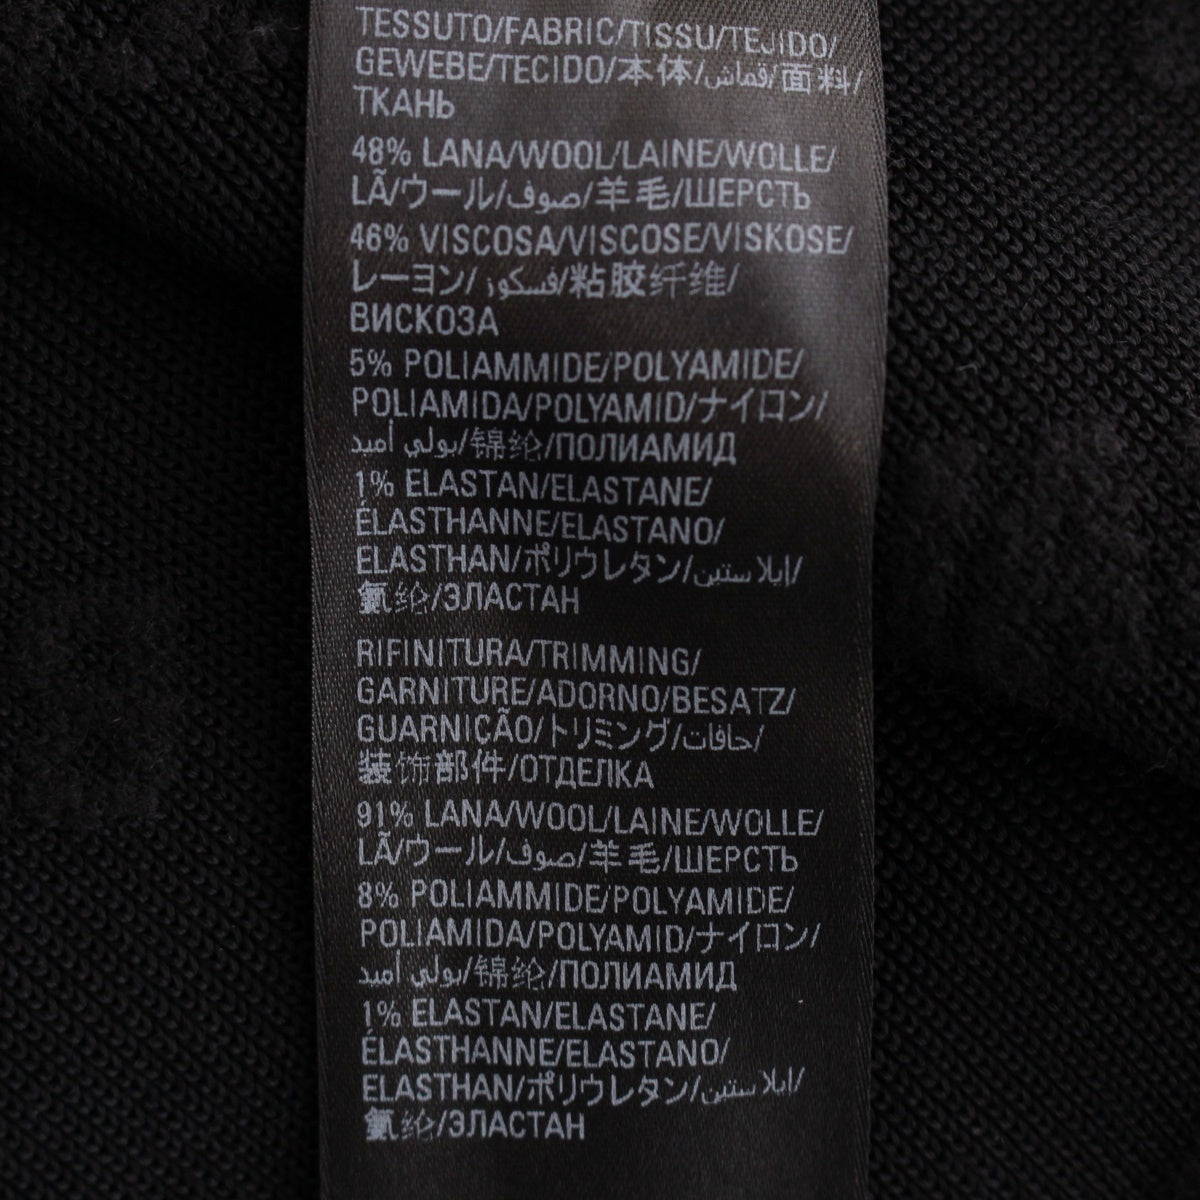 TESSUTO/FABRIC/TISSU/TEJIDO/
GEWEBE/TECIDO/本体/قماش/面料/
ТКАНЬ
48% LANA/WOOL/LAINE/WOLLE/
LÃ/ウール/صوف/羊毛/ШЕРСТЬ
46% VISCOSA/VISCOSE/VISKOSE/
レーヨン/فسكوز/粘胶纤维/
ВИСКОЗА
5% POLIAMMIDE/POLYAMIDE/
POLIAMIDA/POLYAMID/ナイロン/
بولي أميد/锦纶/ПОЛИАМИД
1% ELASTAN/ELASTANE/
ÉLASTHANNE/ELASTANO/
ELASTHAN/ポリウレタン/إيلاستين/
氨纶/ЭЛАСТАН
RIFINITURA/TRIMMING/
GARNITURE/ADORNO/BESATZ/
GUARNIÇÃO/トリミング/حافات/
装饰部件/ОТДЕЛКА
91% LANA/WOOL/LAINE/WOLLE/
LÃ/ウール/صوف/羊毛/ШЕРСТЬ
8% POLIAMMIDE/POLYAMIDE/
POLIAMIDA/POLYAMID/ナイロン/
بولي أميد/锦纶/ПОЛИАМИД
1% ELASTAN/ELASTANE/
ÉLASTHANNE/ELASTANO/
ELASTHAN/ポリウレタン/إيلاستين/
氨纶/ЭЛАСТАН